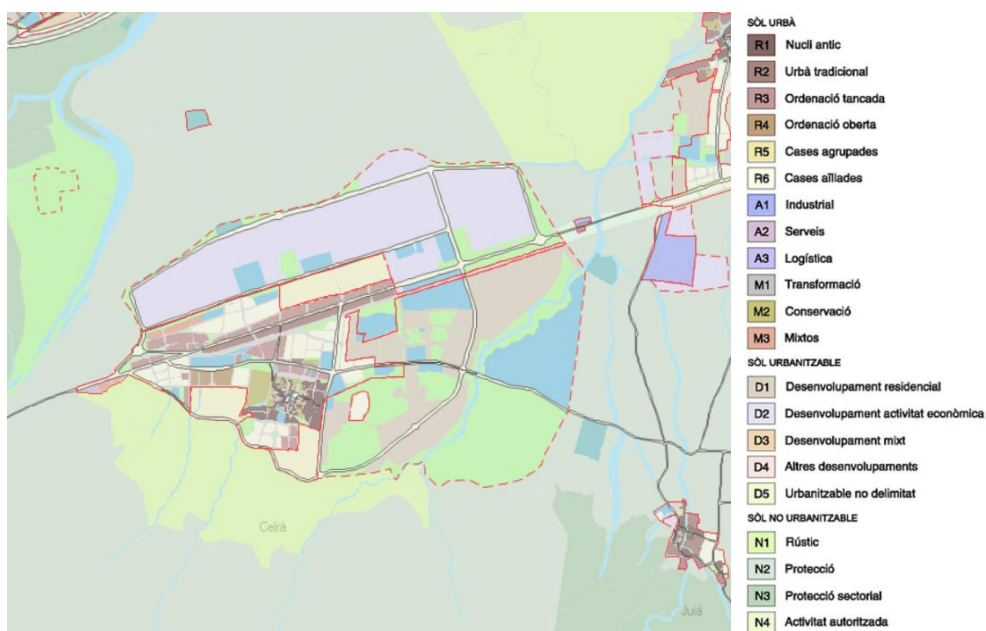 SÒL URBÀ
R1 Nucli antic
R2 Urbà tradicional
R3 Ordenació tancada
R4 Ordenació oberta
R5 Cases agrupades
R6 Cases aïllades
A1 Industrial
A2 Serveis
A3 Logística
M1 Transformació
M2 Conservació
M3 Mixtos
SÒL URBANITZABLE
D1 Desenvolupament residencial
D2 Desenvolupament activitat econòmica
D3 Desenvolupament mixt
D4 Altres desenvolupaments
D5 Urbanitzable no delimitat
SÒL NO URBANITZABLE
N1 Rústic
N2 Protecció
N3 Protecció sectorial
N4 Activitat autoritzada
Celrà
Juià